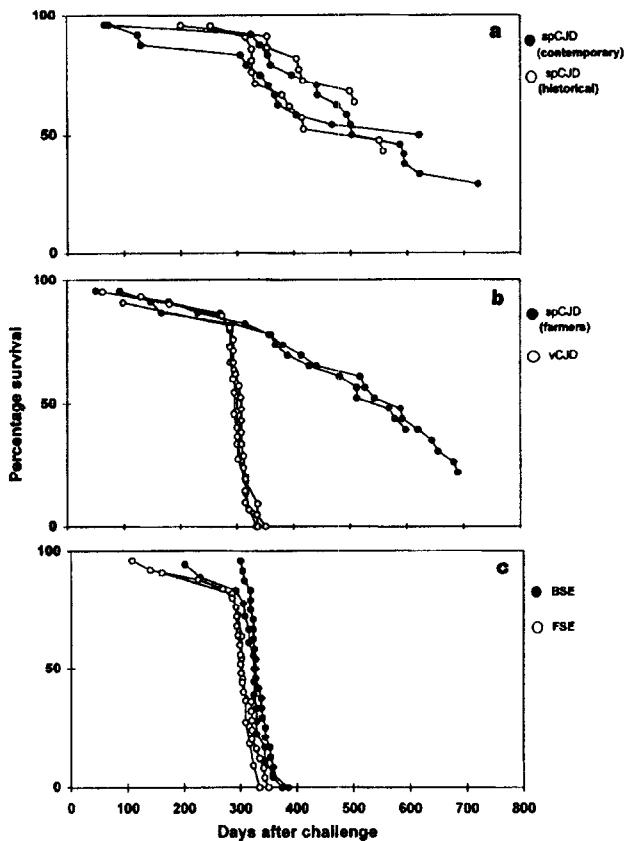 100
a
spCJD
(contemporary)
spCJD
(historical)
50
0
100
b
spCJD
(farmers)
vCJD
50
0
Percentage survival
100
c
BSE
FSE
50
0
0 100 200 300 400 500 600 700 800
Days after challenge